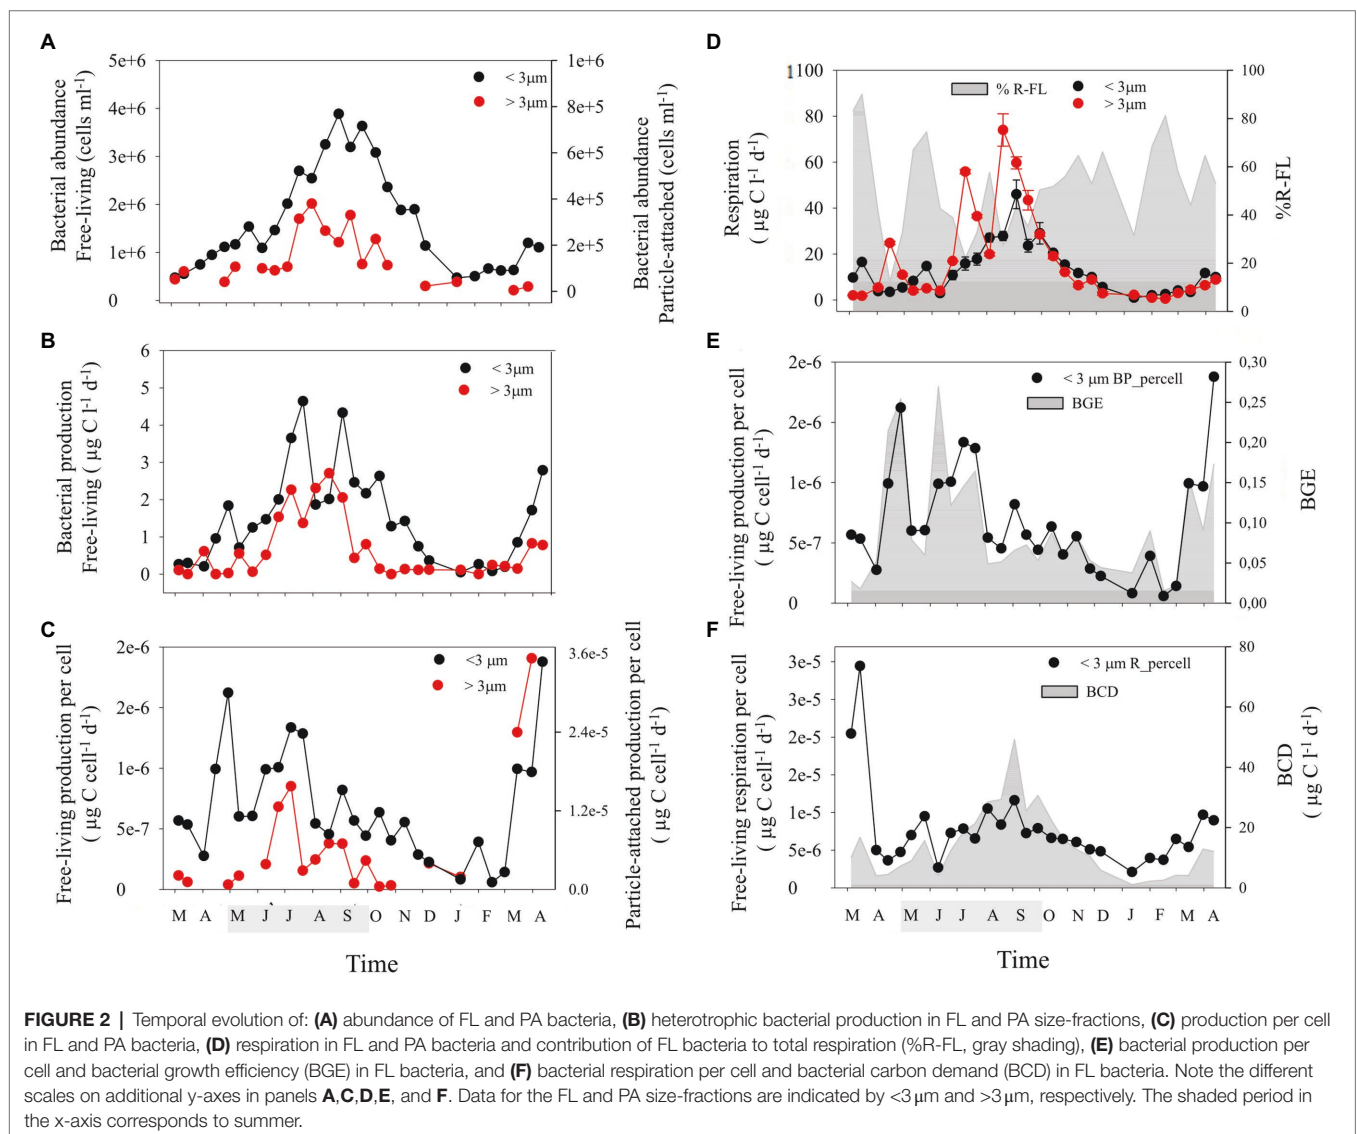 A
5e+6
4e+6
3e+6
2e+6
1e+6
0
Bacterial abundance
Free-living (cells ml-1)
< 3µm
> 3µm
1e+6
8e+5
6e+5
4e+5
2e+5
0
Bacterial abundance
Particle-attached (cells ml-1)
B
6
5
4
3
2
1
0
Bacterial production
Free-living ( µg C l-1 d-1)
< 3µm
> 3µm
C
2e-6
2e-6
1e-6
5e-7
0
Free-living production per cell
( µg C cell-1 d-1)
<3 µm
> 3µm
3.6e-5
2.4e-5
1.2e-5
0.0
Particle-attached production per cell
( µg C cell-1 d-1)
M A M J J A S O N D J F M A
Time
D
1100
80
60
40
20
0
Respiration
( µg C l-1 d-1)
% R-FL
< 3µm
> 3µm
100
80
60
40
20
0
%R-FL
E
2e-6
2e-6
1e-6
5e-7
0
Free-living production per cell
( µg C cell-1 d-1)
< 3 µm BP_percell
BGE
0,30
0,25
0,20
0,15
0,10
0,05
0,00
BGE
F
3e-5
3e-5
2e-5
2e-5
1e-5
5e-6
0
Free-living respiration per cell
( µg C cell-1 d-1)
< 3 µm R_percell
BCD
80
60
40
20
0
BCD
( µg C l-1 d-1)
M A M J J A S O N D J F M A
Time
FIGURE 2 | Temporal evolution of: (A) abundance of FL and PA bacteria, (B) heterotrophic bacterial production in FL and PA size-fractions, (C) production per cell
in FL and PA bacteria, (D) respiration in FL and PA bacteria and contribution of FL bacteria to total respiration (%R-FL, gray shading), (E) bacterial production per
cell and bacterial growth efficiency (BGE) in FL bacteria, and (F) bacterial respiration per cell and bacterial carbon demand (BCD) in FL bacteria. Note the different
scales on additional y-axes in panels A,C,D,E, and F. Data for the FL and PA size-fractions are indicated by <3 µm and >3 µm, respectively. The shaded period in
the x-axis corresponds to summer.